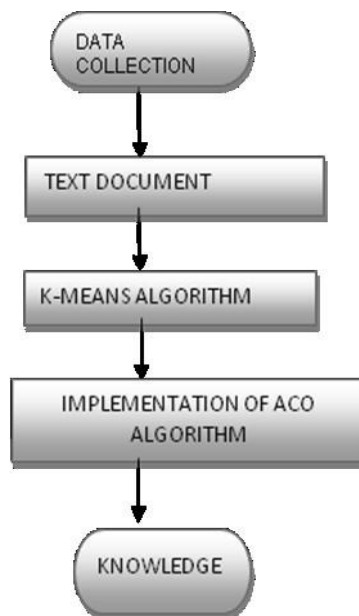 DATA
COLLECTION
TEXT DOCUMENT
K-MEANS ALGORITHM
IMPLEMENTATION OF ACO
ALGORITHM
KNOWLEDGE